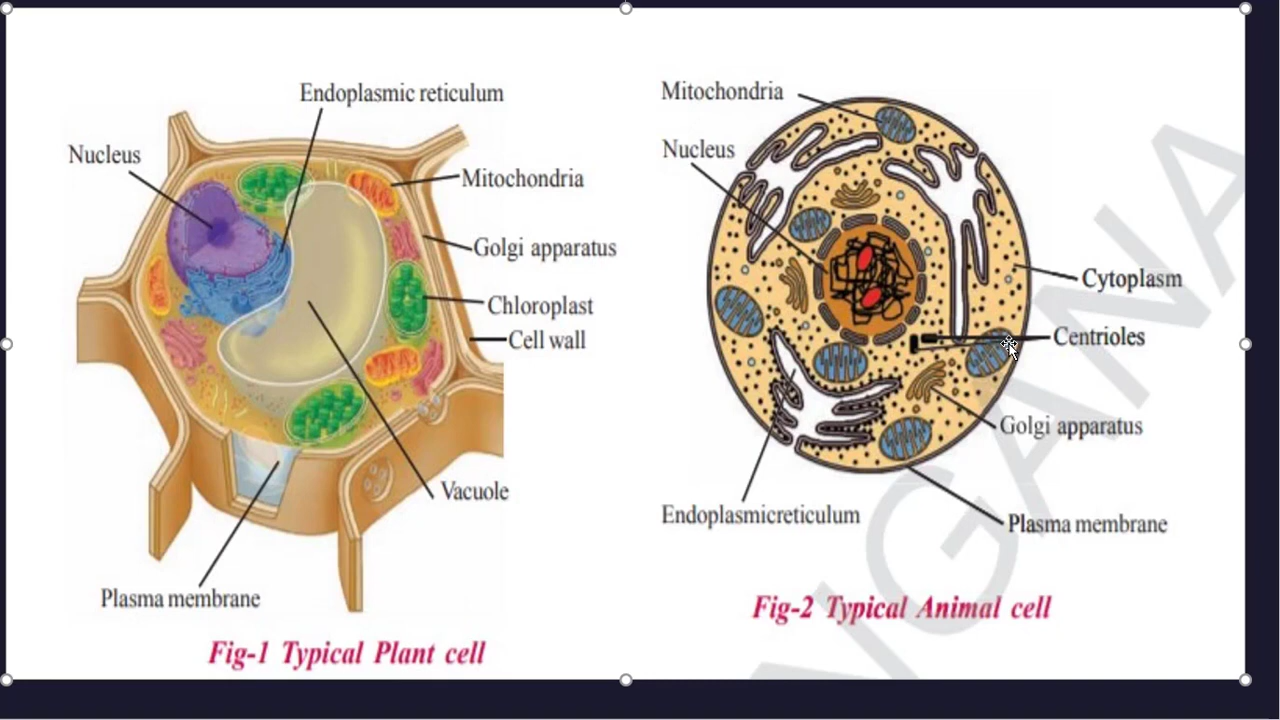 Endoplasmic reticulum
Nucleus
Mitochondria
Golgi apparatus
Chloroplast
Cell wall
Vacuole
Plasma membrane
Fig-1 Typical Plant cell
Mitochondria
Nucleus
Cytoplasm
Centrioles
Golgi apparatus
Endoplasmicreticulum
Plasma membrane
Fig-2 Typical Animal cell
NGANA